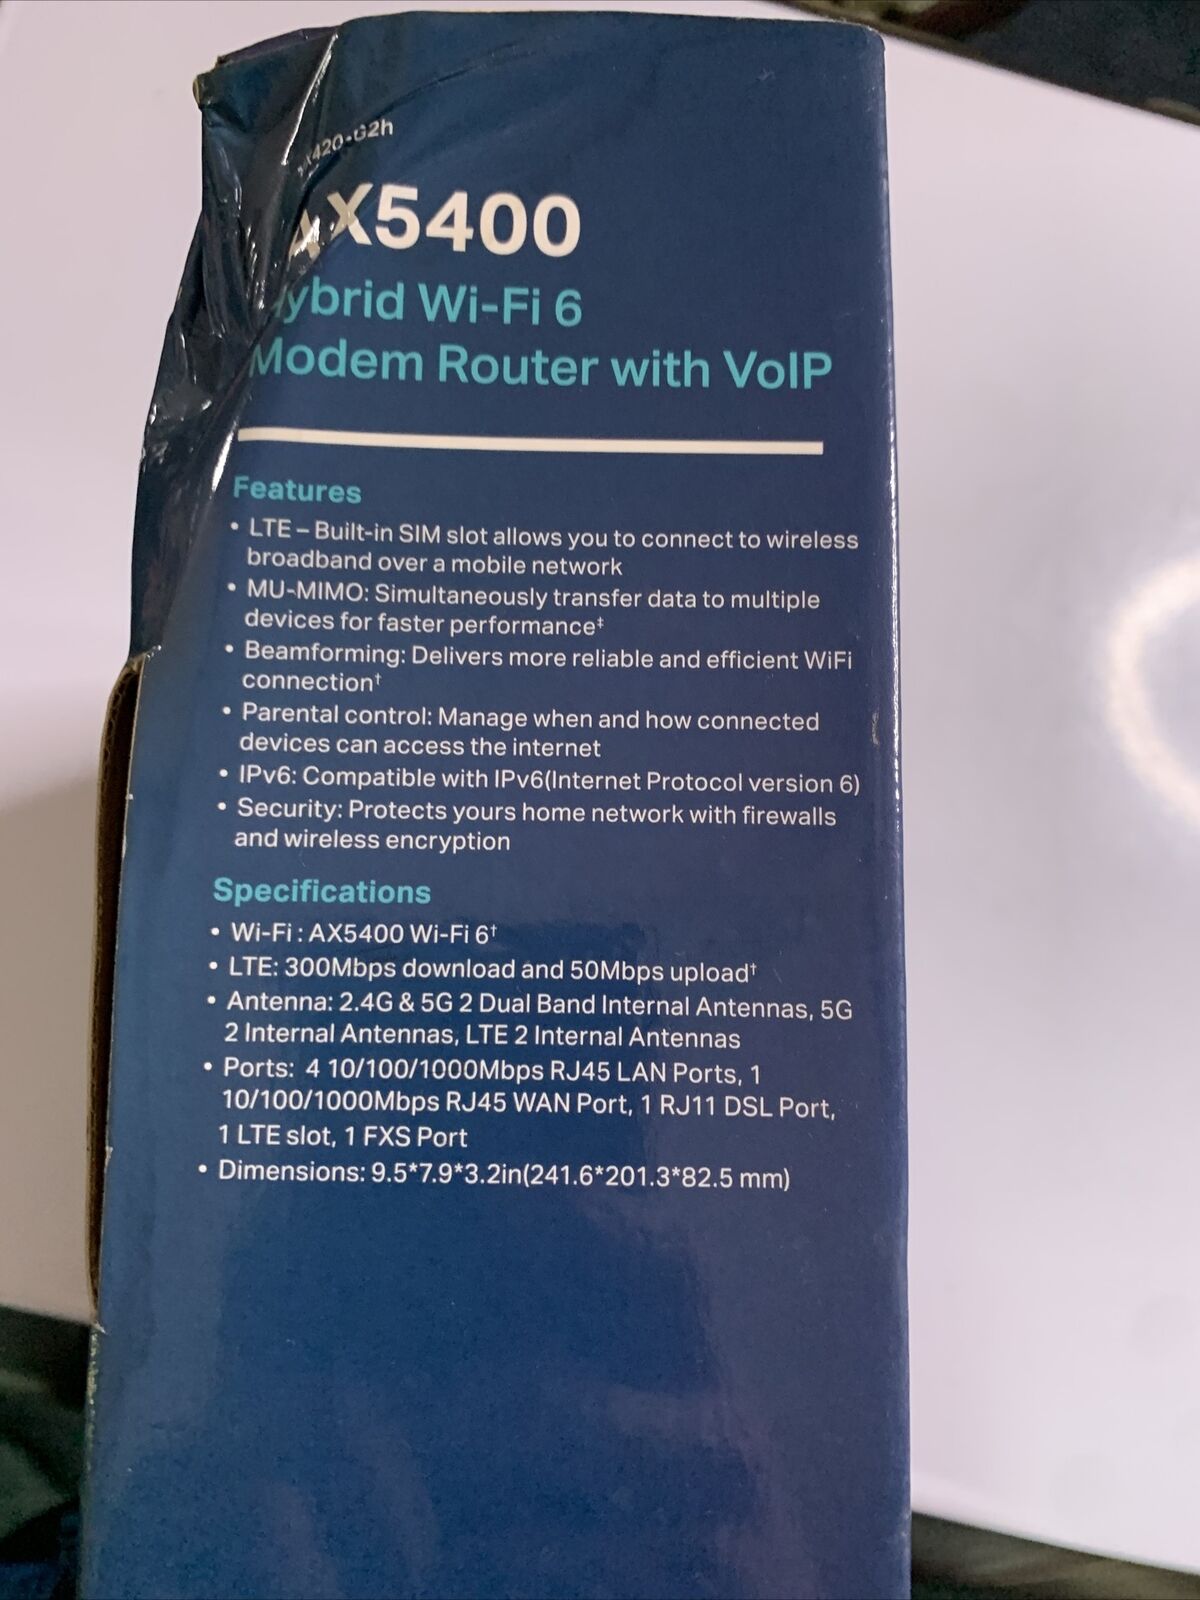 420-G2h
AX5400
Hybrid Wi-Fi 6
Modem Router with VoIP
Features
• LTE – Built-in SIM slot allows you to connect to wireless
broadband over a mobile network
• MU-MIMO: Simultaneously transfer data to multiple
devices for faster performance‡
• Beamforming: Delivers more reliable and efficient WiFi
connection†
• Parental control: Manage when and how connected
devices can access the internet
• IPv6: Compatible with IPv6(Internet Protocol version 6)
• Security: Protects yours home network with firewalls
and wireless encryption
Specifications
• Wi-Fi : AX5400 Wi-Fi 6†
• LTE: 300Mbps download and 50Mbps upload†
• Antenna: 2.4G & 5G 2 Dual Band Internal Antennas, 5G
2 Internal Antennas, LTE 2 Internal Antennas
• Ports: 4 10/100/1000Mbps RJ45 LAN Ports, 1
10/100/1000Mbps RJ45 WAN Port, 1 RJ11 DSL Port,
1 LTE slot, 1 FXS Port
• Dimensions: 9.5*7.9*3.2in(241.6*201.3*82.5 mm)